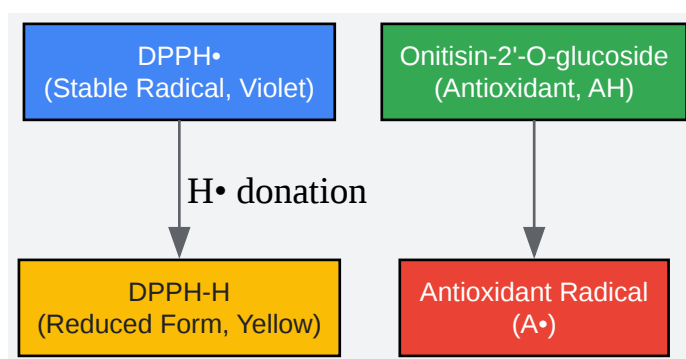 DPPH•
(Stable Radical, Violet)
Onitisin-2'-O-glucoside
(Antioxidant, AH)
H• donation
DPPH-H
(Reduced Form, Yellow)
Antioxidant Radical
(A•)